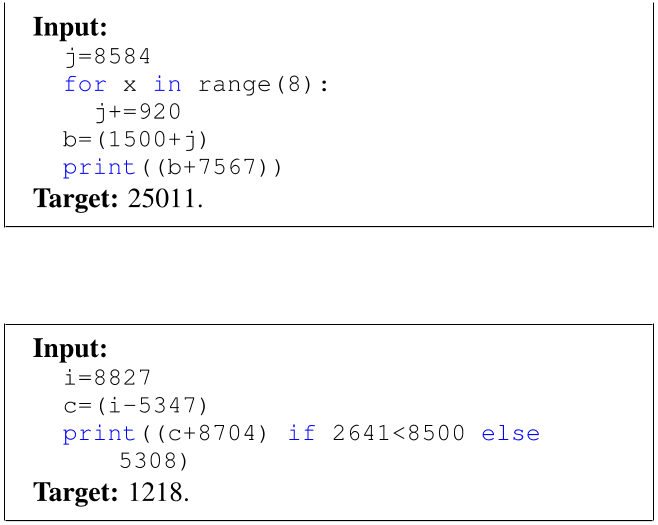 Input:
j=8584
for x in range(8):
j+=920
b=(1500+j)
print((b+7567))
Target: 25011.
Input:
i=8827
c=(i-5347)
print((c+8704) if 2641<8500 else
5308)
Target: 1218.